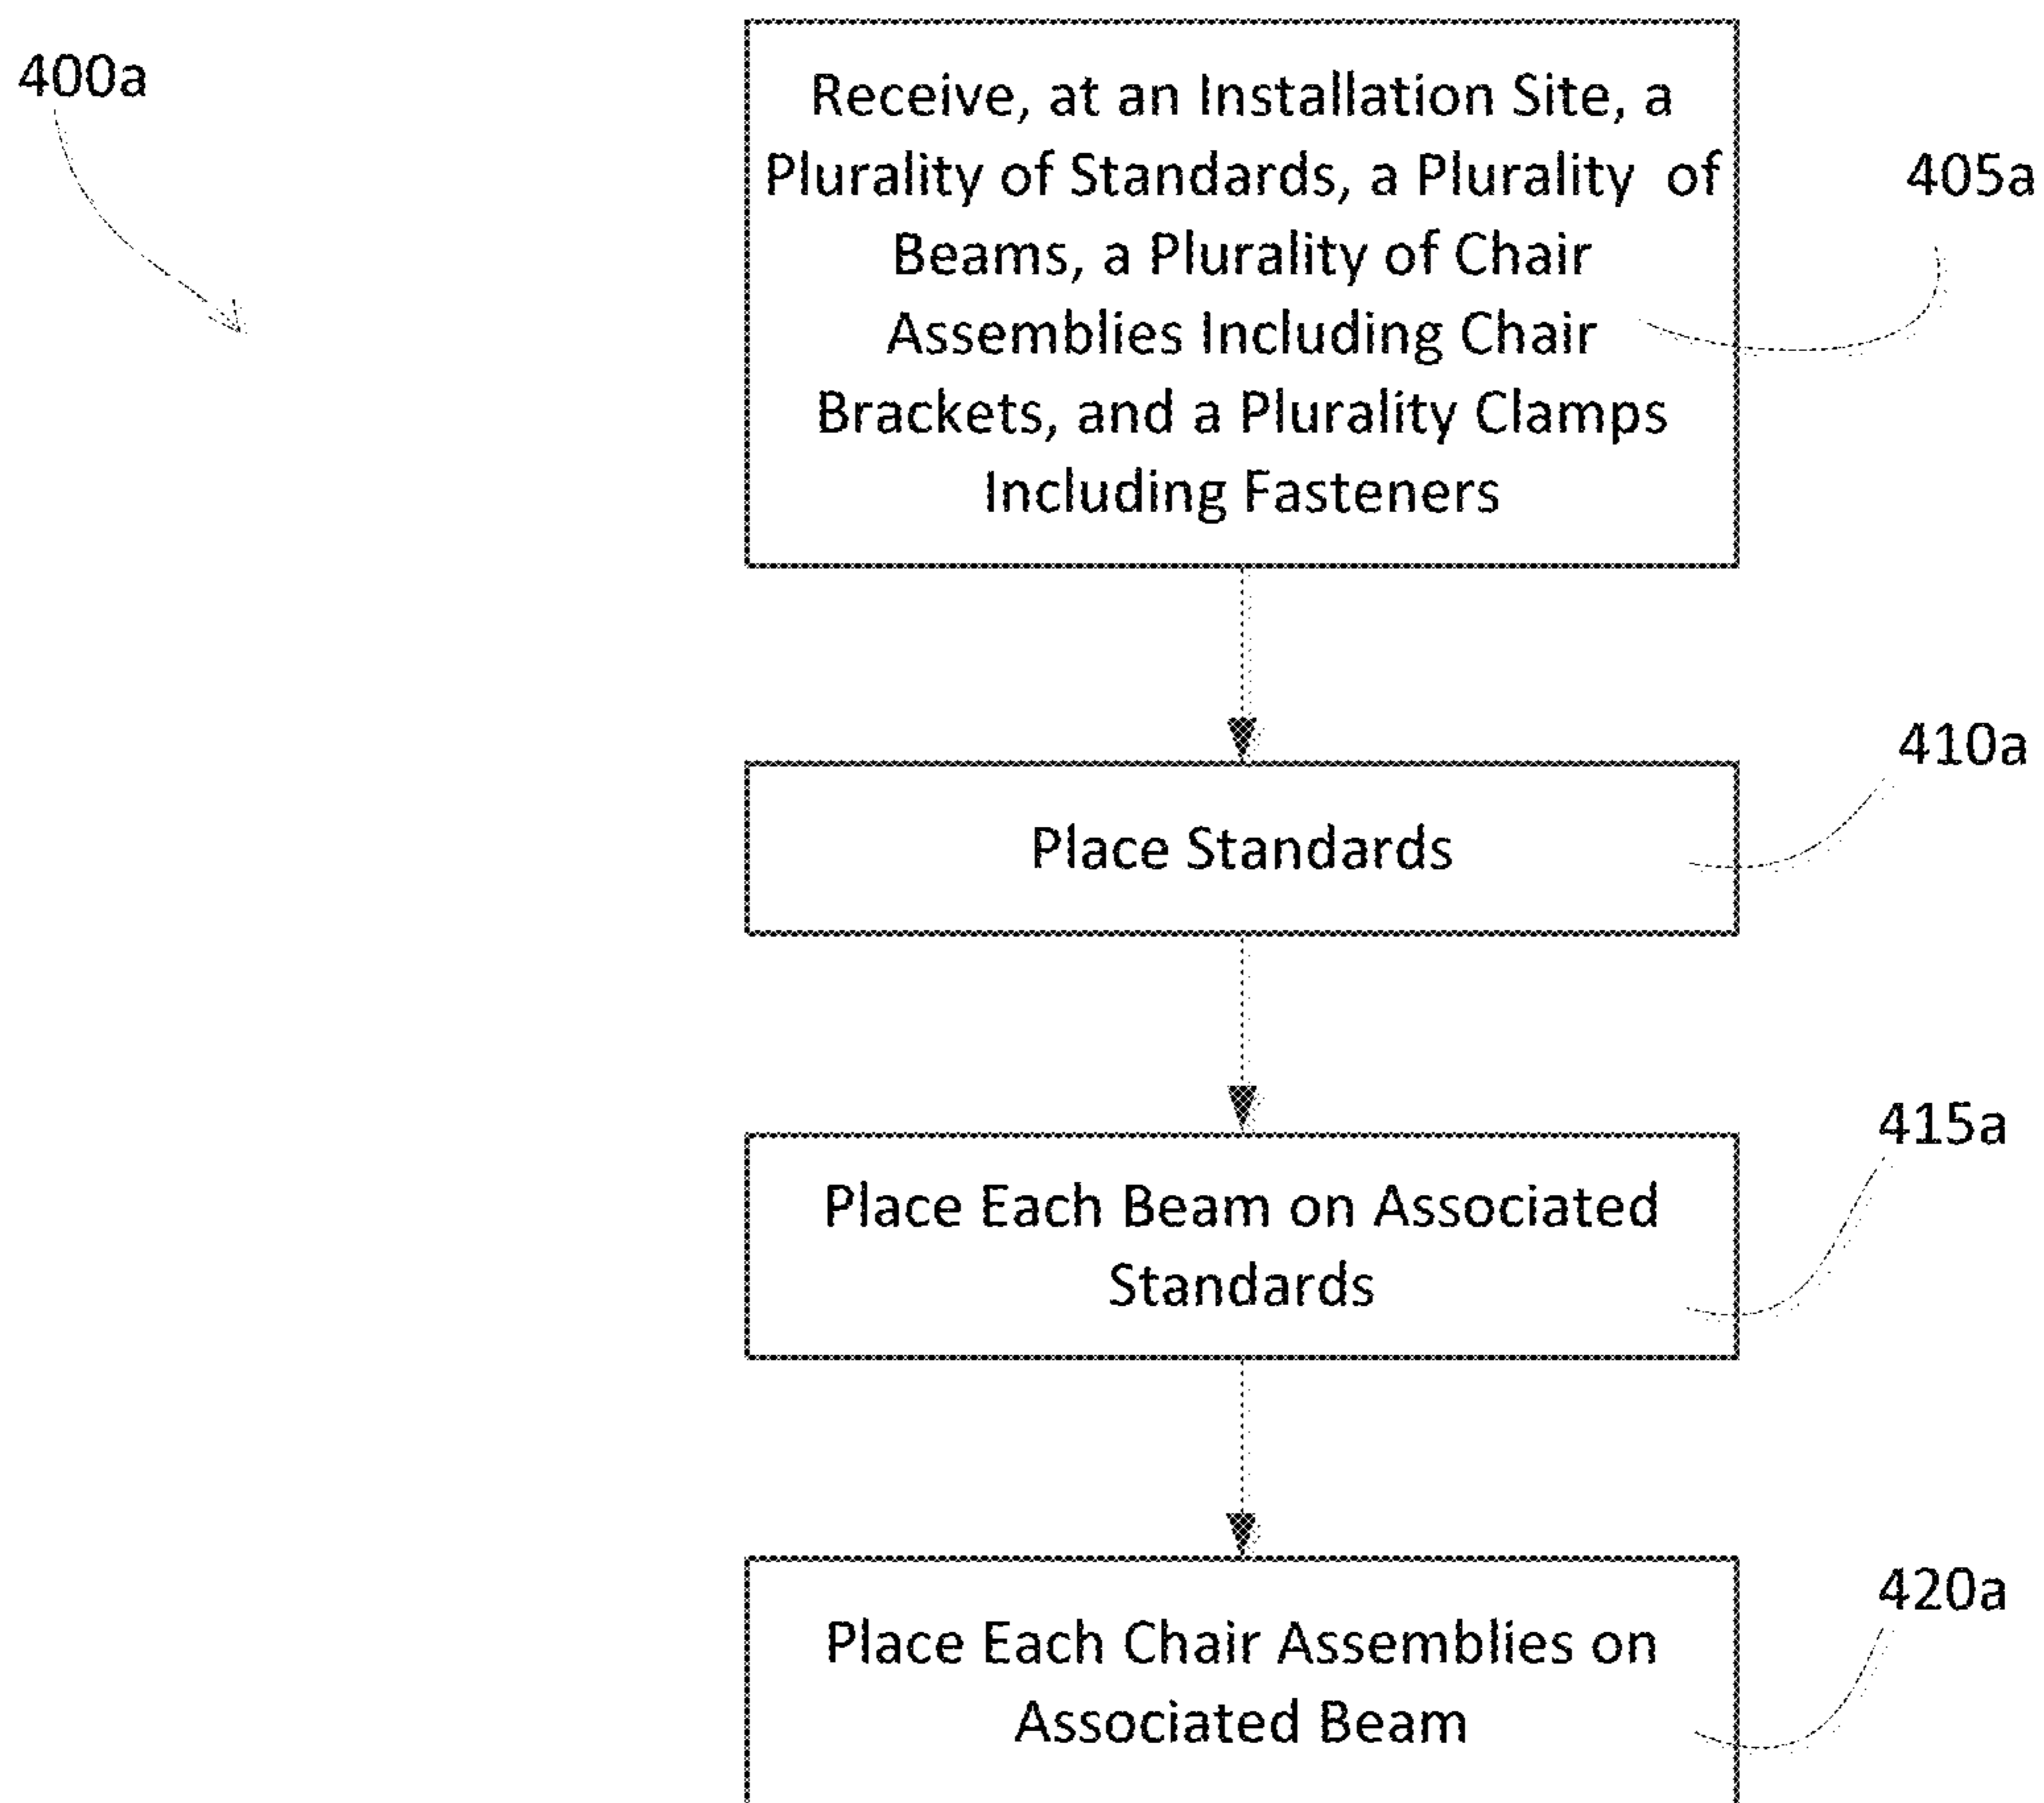 400a
Receive, at an Installation Site, a
Plurality of Standards, a Plurality of
Beams, a Plurality of Chair
Assemblies Including Chair
Brackets, and a Plurality Clamps
Including Fasteners
405a
410a
Place Standards
415a
Place Each Beam on Associated
Standards
420a
Place Each Chair Assemblies on
Associated Beam